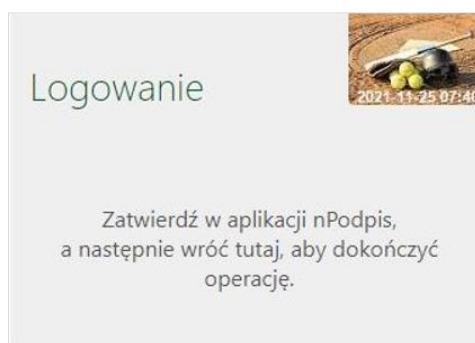 Logowanie
2021-11-25 07:40
Zatwierdź w aplikacji nPodpis,
a następnie wróć tutaj, aby dokończyć
operację.